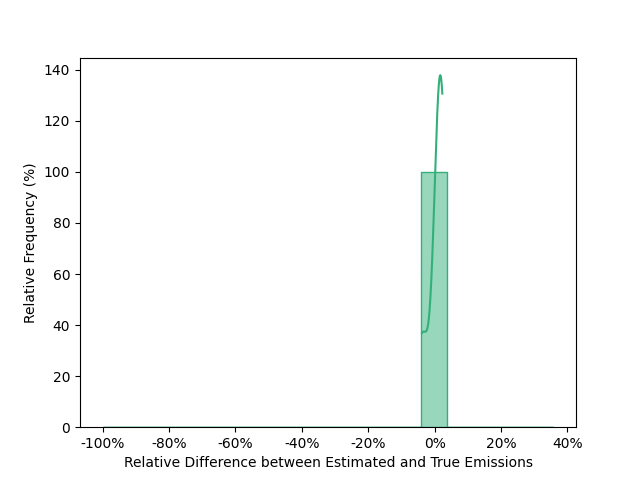 140
120
100
80
60
40
20
0
Relative Frequency (%)
-100% -80% -60% -40% -20% 0% 20% 40%
Relative Difference between Estimated and True Emissions